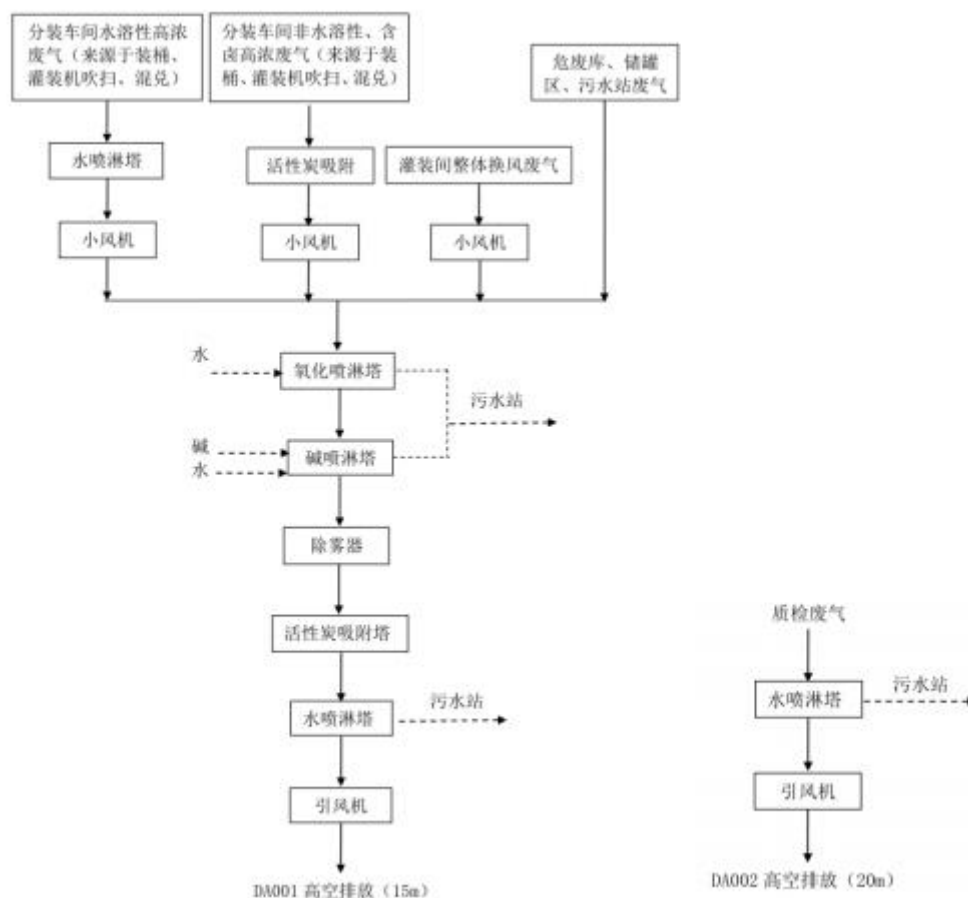 分装车间水溶性高浓
废气（来源于装桶、
灌装机吹扫、混兑）
分装车间非水溶性、含
卤高浓废气（来源于装
桶、灌装机吹扫、混兑）
危废库、储罐
区、污水站废气
水喷淋塔
活性炭吸附
灌装间整体换风废气
小风机
小风机
小风机
水
氧化喷淋塔
污水站
碱
水
碱喷淋塔
除雾器
活性炭吸附塔
水喷淋塔
污水站
引风机
DA001 高空排放（15m）
质检废气
水喷淋塔
污水站
引风机
DA002 高空排放（20m）